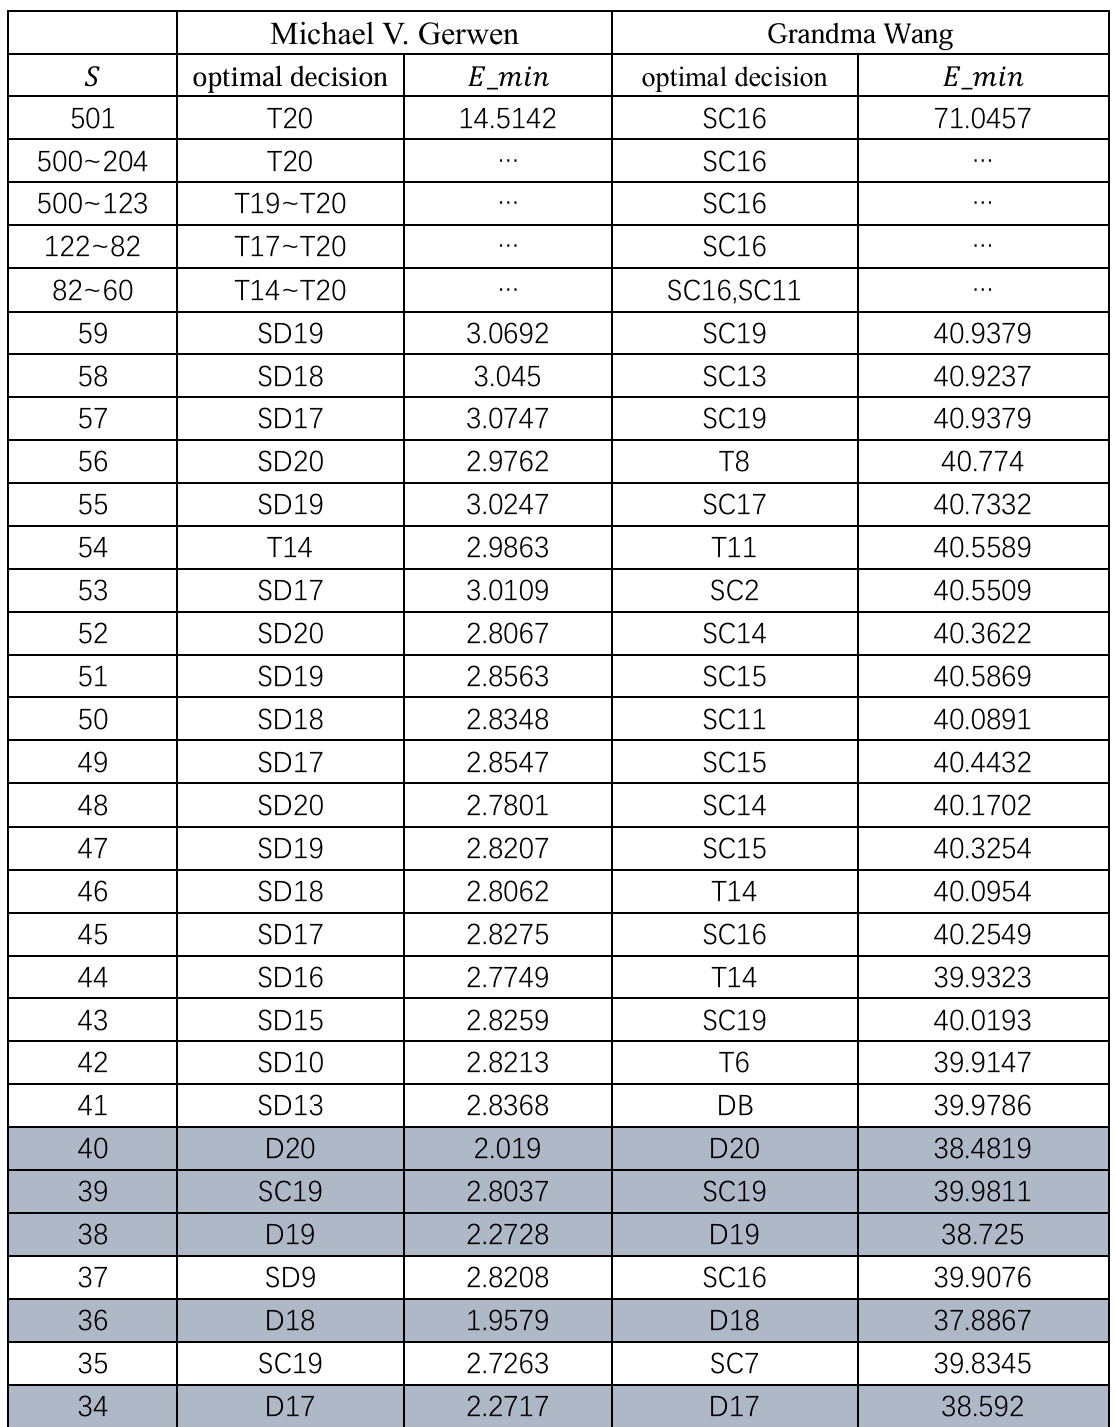 Michael V. Gerwen Grandma Wang
S optimal decision E_min optimal decision E_min
501 T20 14.5142 SC16 71.0457
500~204 T20 ... SC16 ...
500~123 T19~T20 ... SC16 ...
122~82 T17~T20 ... SC16 ...
82~60 T14~T20 ... SC16,SC11 ...
59 SD19 3.0692 SC19 40.9379
58 SD18 3.045 SC13 40.9237
57 SD17 3.0747 SC19 40.9379
56 SD20 2.9762 T8 40.774
55 SD19 3.0247 SC17 40.7332
54 T14 2.9863 T11 40.5589
53 SD17 3.0109 SC2 40.5509
52 SD20 2.8067 SC14 40.3622
51 SD19 2.8563 SC15 40.5869
50 SD18 2.8348 SC11 40.0891
49 SD17 2.8547 SC15 40.4432
48 SD20 2.7801 SC14 40.1702
47 SD19 2.8207 SC15 40.3254
46 SD18 2.8062 T14 40.0954
45 SD17 2.8275 SC16 40.2549
44 SD16 2.7749 T14 39.9323
43 SD15 2.8259 SC19 40.0193
42 SD10 2.8213 T6 39.9147
41 SD13 2.8368 DB 39.9786
40 D20 2.019 D20 38.4819
39 SC19 2.8037 SC19 39.9811
38 D19 2.2728 D19 38.725
37 SD9 2.8208 SC16 39.9076
36 D18 1.9579 D18 37.8867
35 SC19 2.7263 SC7 39.8345
34 D17 2.2717 D17 38.592